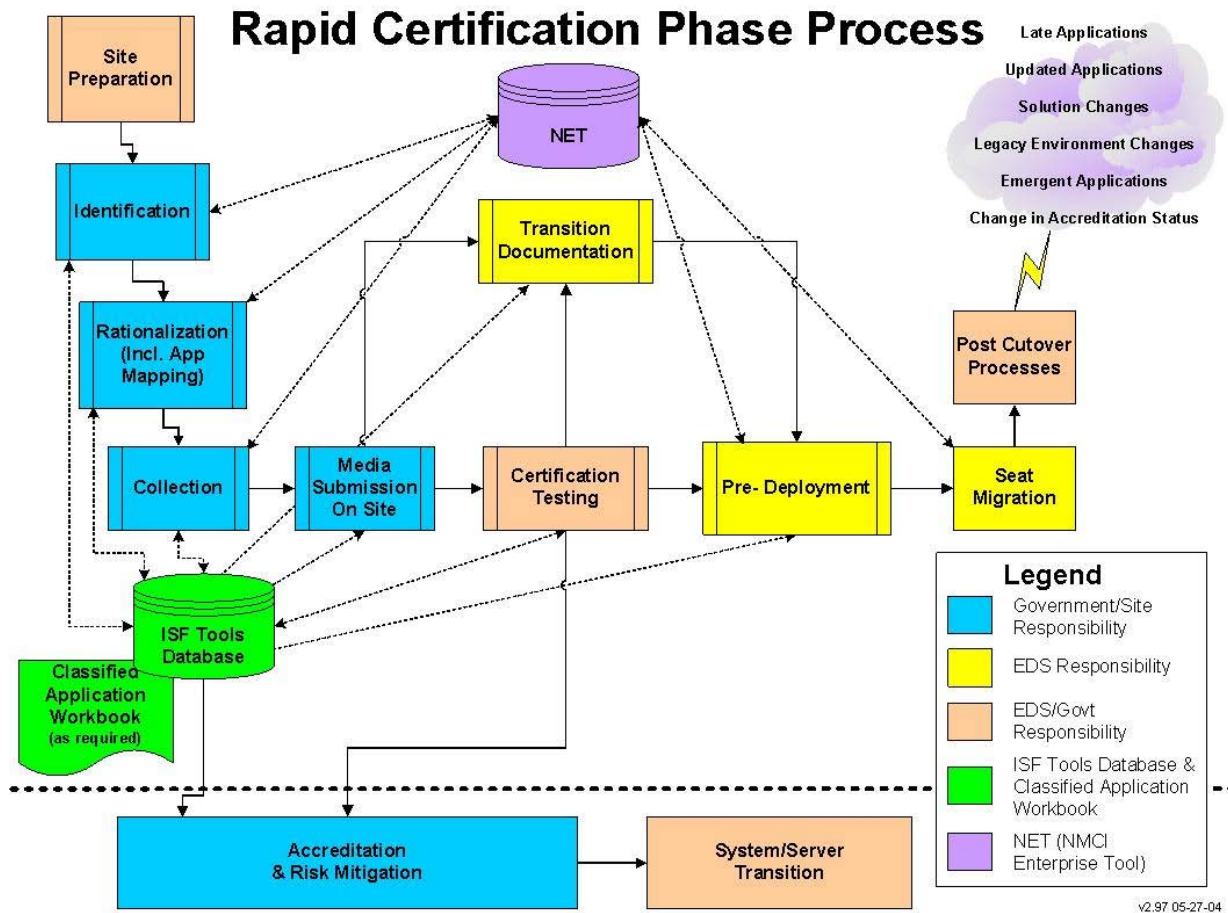 Rapid Certification Phase Process
Site
Preparation
Late Applications
Updated Applications
Solution Changes
Legacy Environment Changes
Emergent Applications
Change in Accreditation Status
NET
Identification
Transition
Documentation
Rationalization
(Incl. App
Mapping)
Post Cutover
Processes
Collection
Media
Submission
On Site
Certification
Testing
Pre- Deployment
Seat
Migration
ISF Tools
Database
Classified
Application
Workbook
(as required)
Legend
Government/Site
Responsibility
EDS Responsibility
EDS/Govt
Responsibility
ISF Tools Database &
Classified Application
Workbook
NET (NMCI
Enterprise Tool)
Accreditation
& Risk Mitigation
System/Server
Transition
v2.97 05-27-04